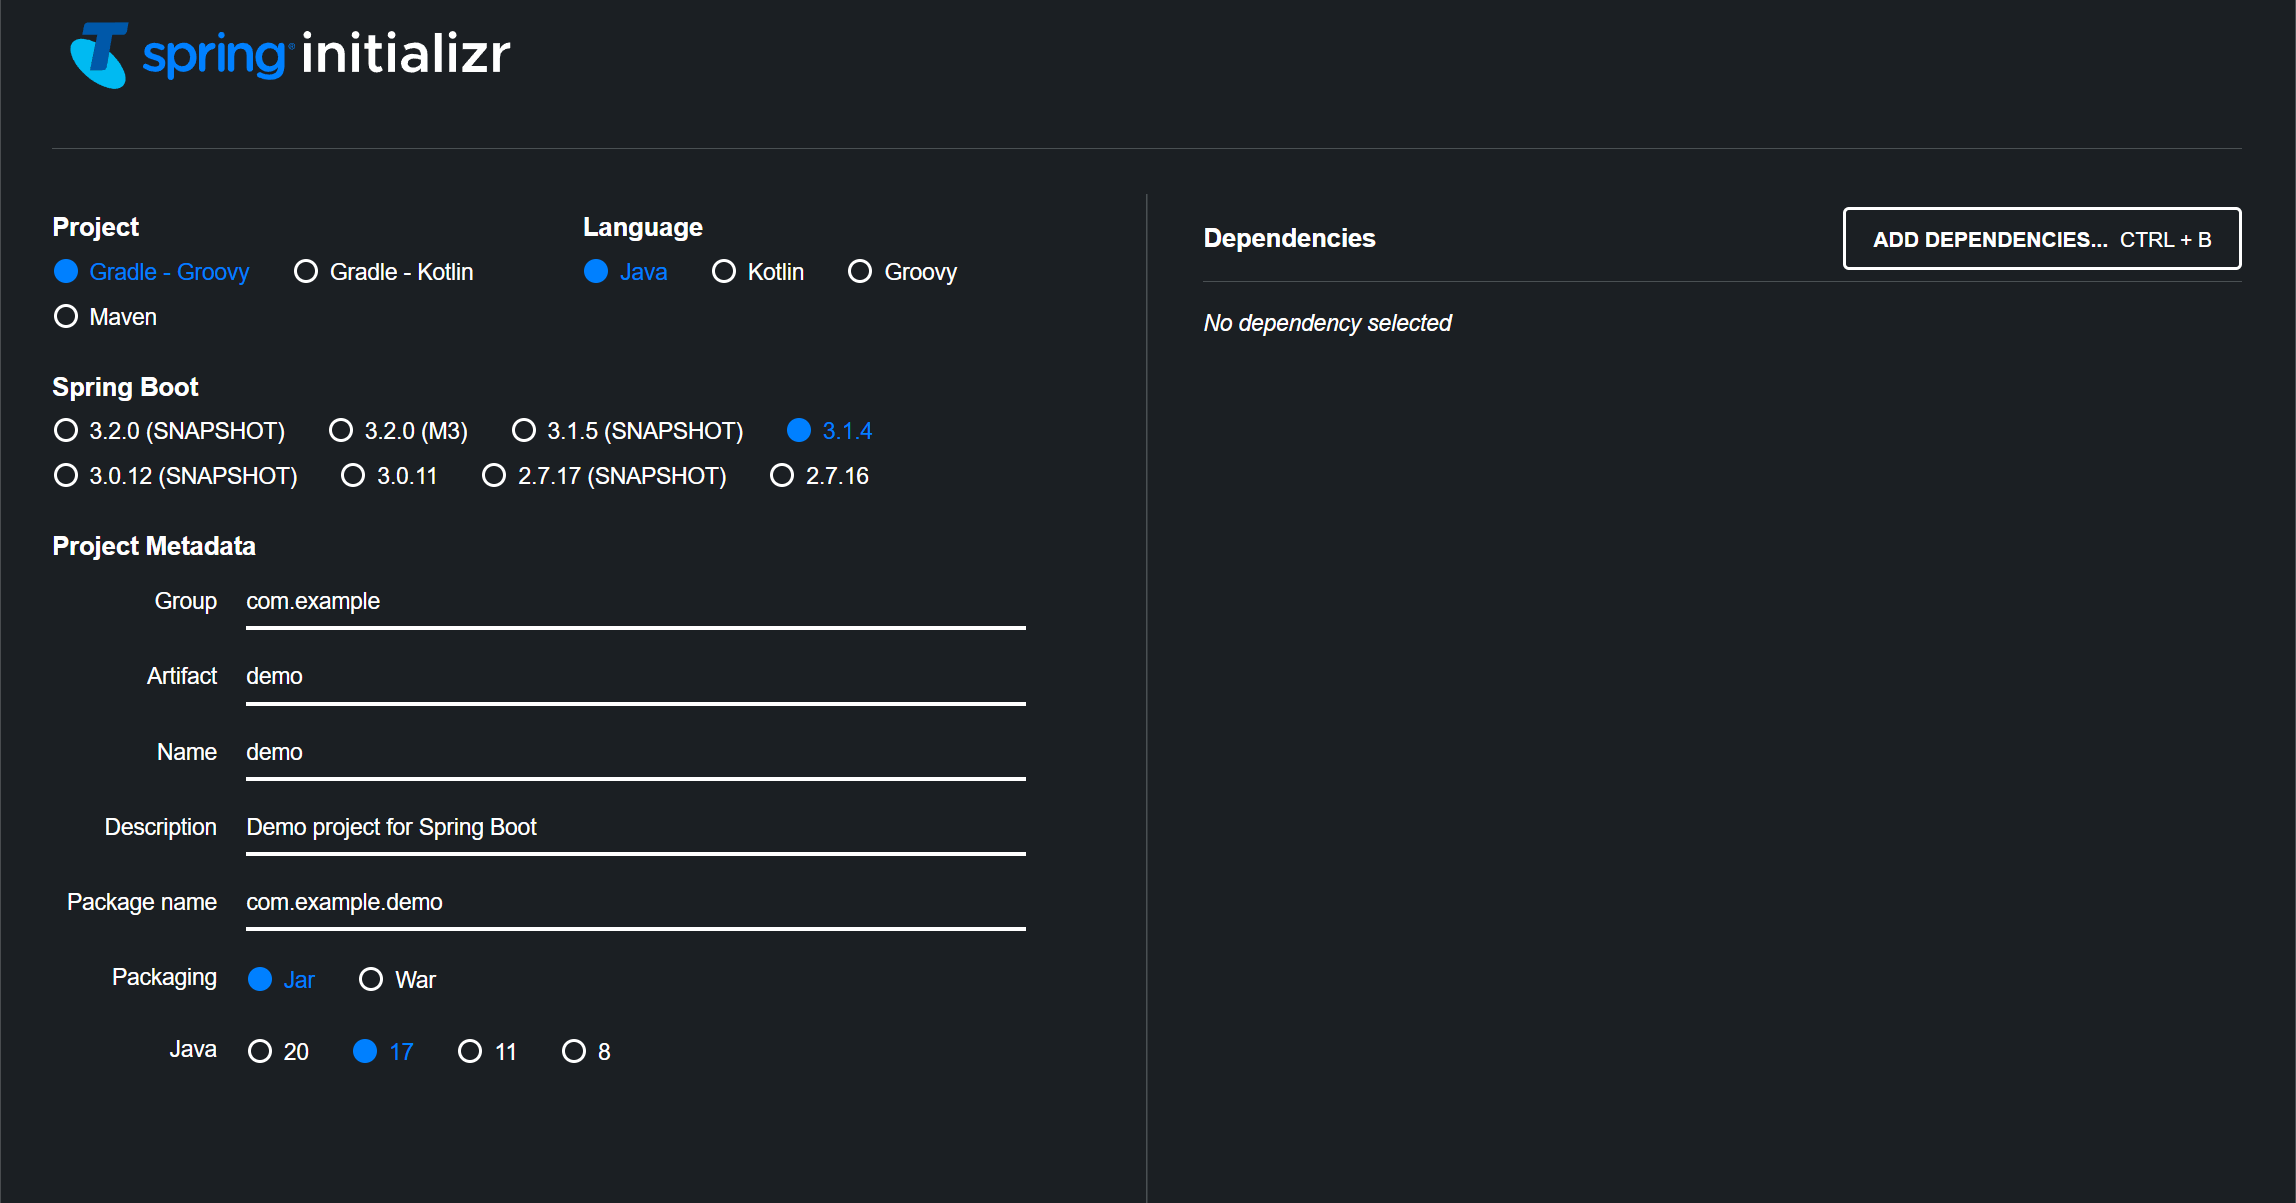 T spring® initializr
Project
Gradle - Groovy Gradle - Kotlin
Maven
Language
Java Kotlin Groovy
Spring Boot
3.2.0 (SNAPSHOT) 3.2.0 (M3) 3.1.5 (SNAPSHOT) 3.1.4
3.0.12 (SNAPSHOT) 3.0.11 2.7.17 (SNAPSHOT) 2.7.16
Project Metadata
Group com.example
Artifact demo
Name demo
Description Demo project for Spring Boot
Package name com.example.demo
Packaging Jar War
Java 20 17 11 8
Dependencies
ADD DEPENDENCIES... CTRL + B
No dependency selected